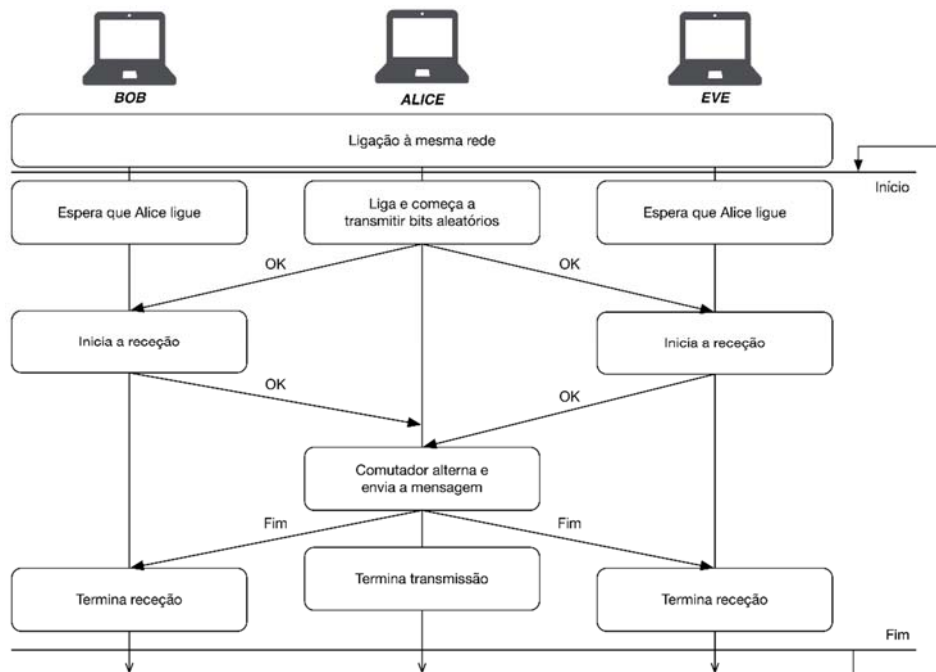 BOB
ALICE
EVE
Ligação à mesma rede
Início
Espera que Alice ligue
Liga e começa a
transmitir bits aleatórios
Espera que Alice ligue
OK
OK
Inicia a receção
Inicia a receção
OK
OK
Comutador alterna e
envia a mensagem
Fim
Fim
Termina receção
Termina transmissão
Termina receção
Fim